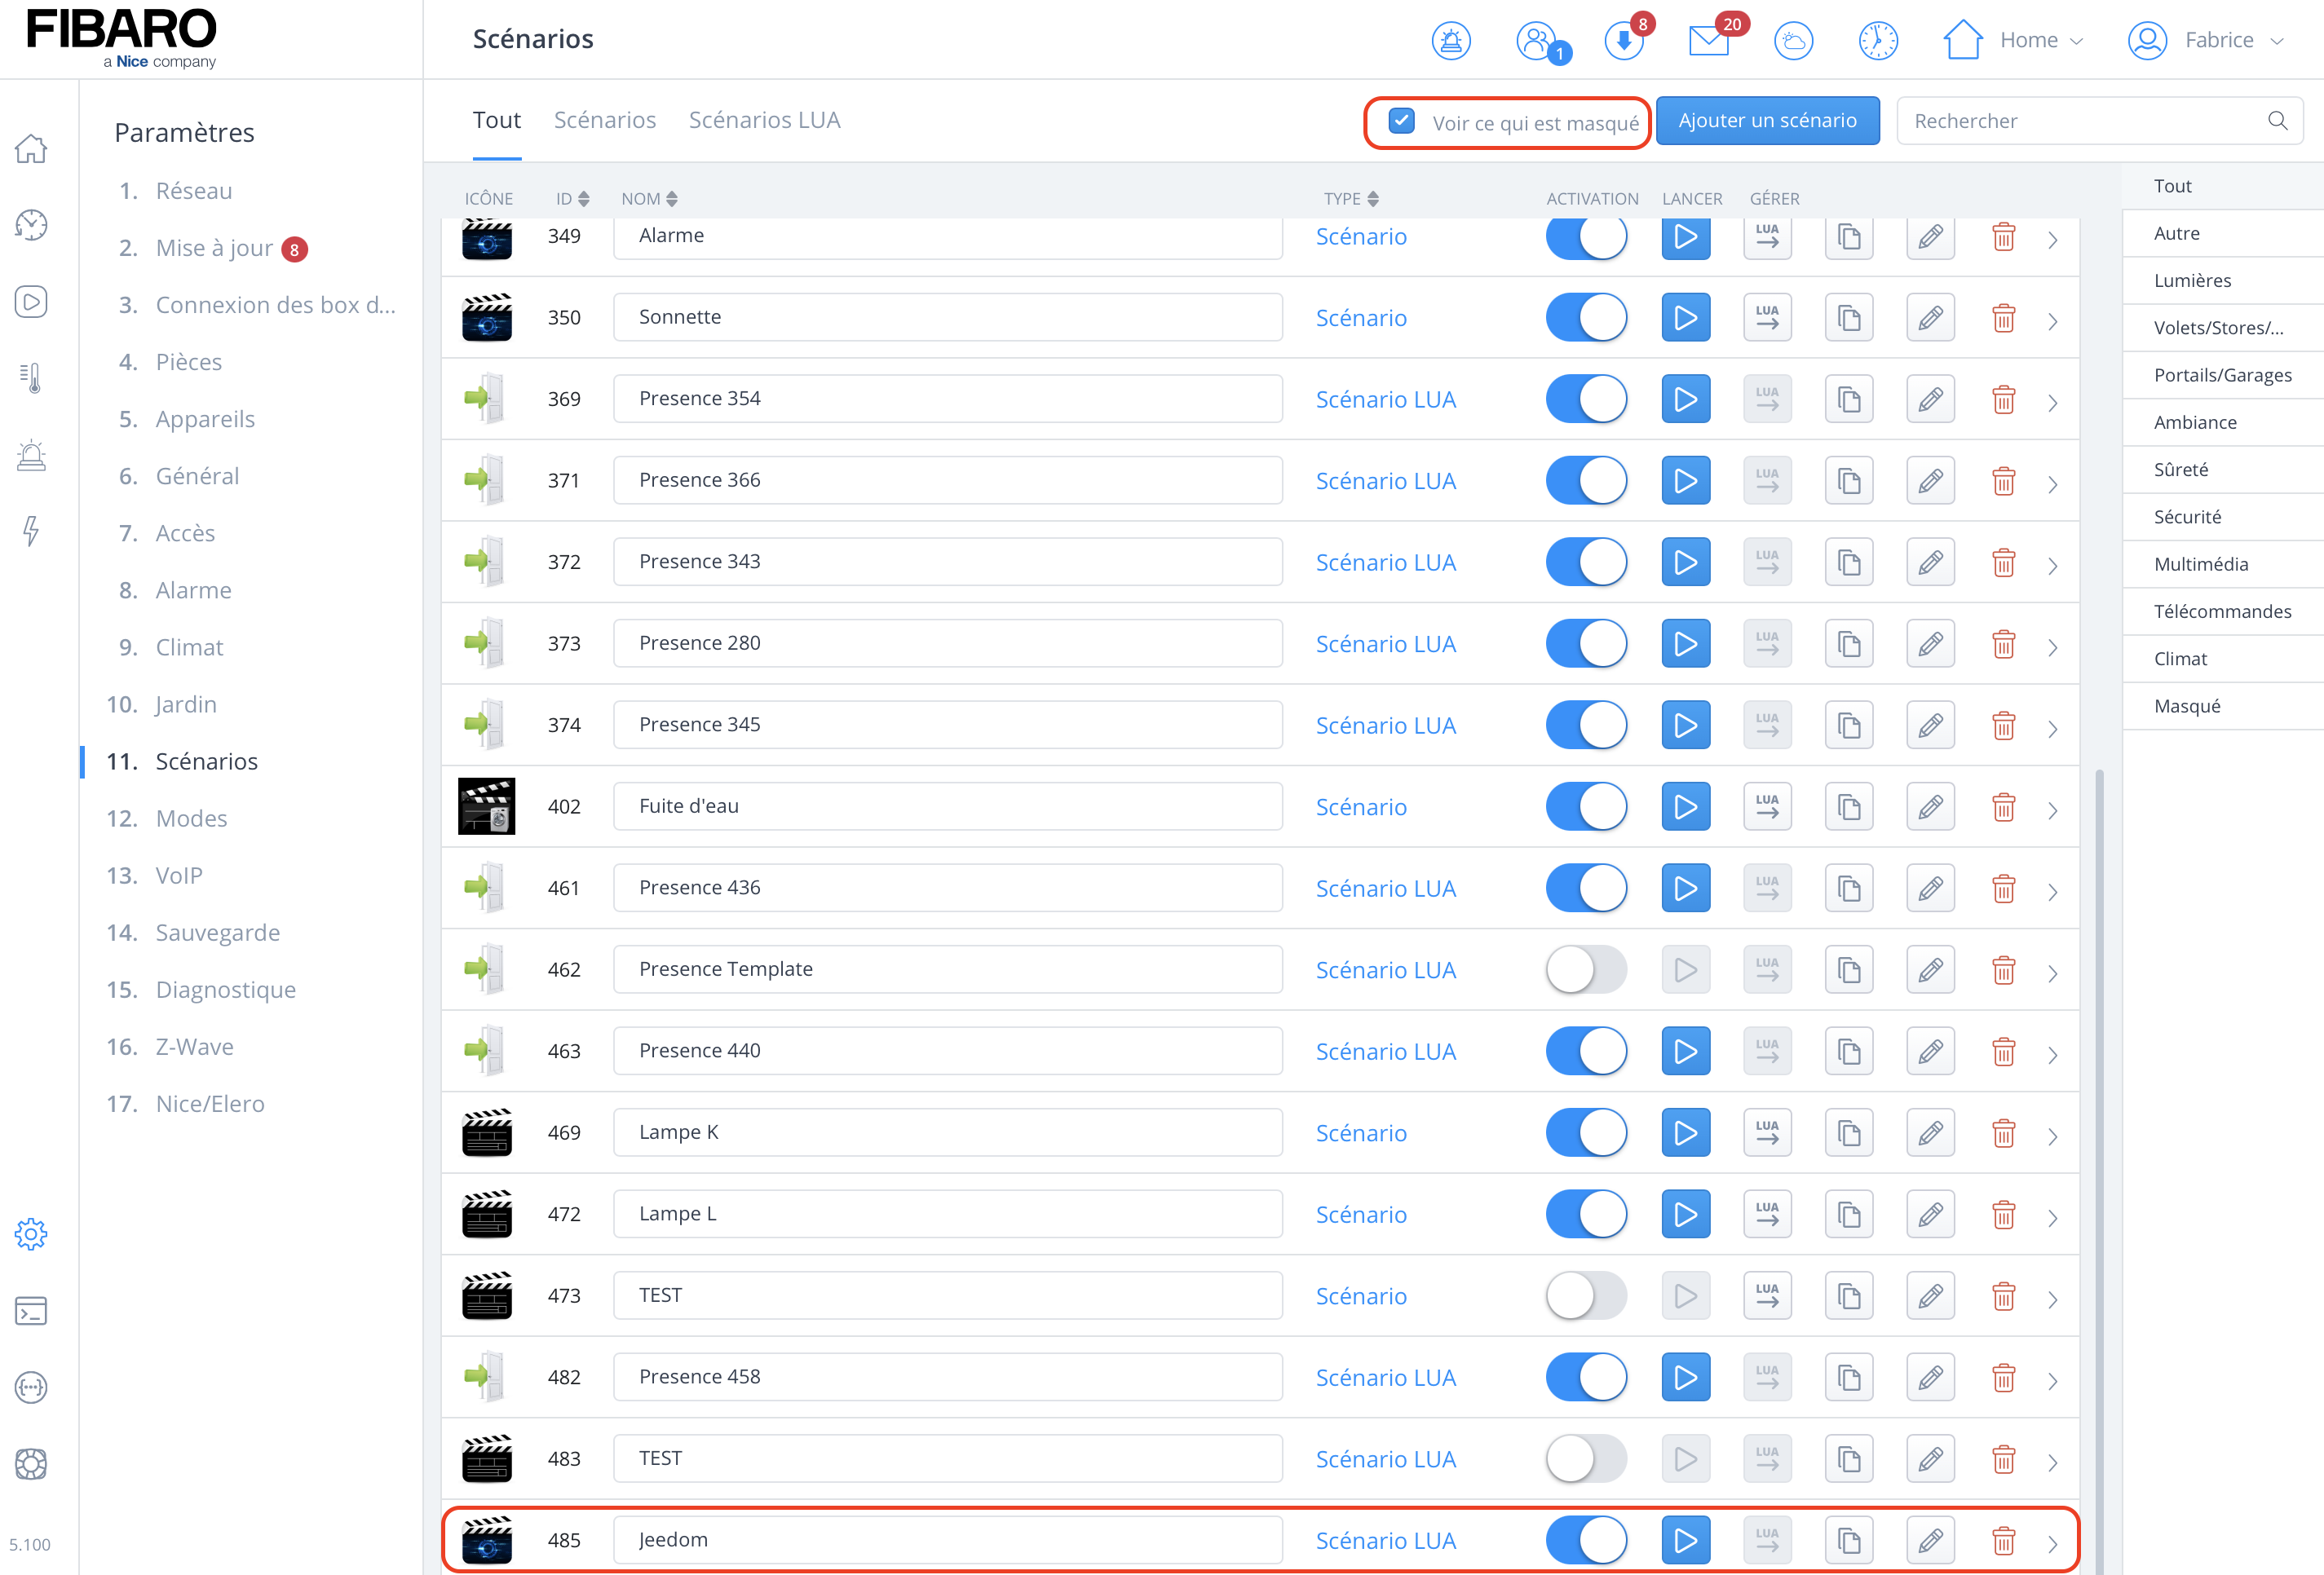 FIBARO
a Nice company
Scénarios
1
8
20
Home
Fabrice
Paramètres
1. Réseau
2. Mise à jour 8
3. Connexion des box d...
4. Pièces
5. Appareils
6. Général
7. Accès
8. Alarme
9. Climat
10. Jardin
11. Scénarios
12. Modes
13. VoIP
14. Sauvegarde
15. Diagnostique
16. Z-Wave
17. Nice/Elero
5.100
Tout Scénarios Scénarios LUA
Voir ce qui est masqué
Ajouter un scénario
Rechercher
ICÔNE ID NOM TYPE ACTIVATION LANCER GÉRER
349 Alarme Scénario LUA
350 Sonnette Scénario LUA
369 Presence 354 Scénario LUA LUA
371 Presence 366 Scénario LUA LUA
372 Presence 343 Scénario LUA LUA
373 Presence 280 Scénario LUA LUA
374 Presence 345 Scénario LUA LUA
402 Fuite d'eau Scénario LUA
461 Presence 436 Scénario LUA LUA
462 Presence Template Scénario LUA LUA
463 Presence 440 Scénario LUA LUA
469 Lampe K Scénario LUA
472 Lampe L Scénario LUA
473 TEST Scénario LUA
482 Presence 458 Scénario LUA LUA
483 TEST Scénario LUA LUA
485 Jeedom Scénario LUA LUA
Tout
Autre
Lumières
Volets/Stores/...
Portails/Garages
Ambiance
Sûreté
Sécurité
Multimédia
Télécommandes
Climat
Masqué